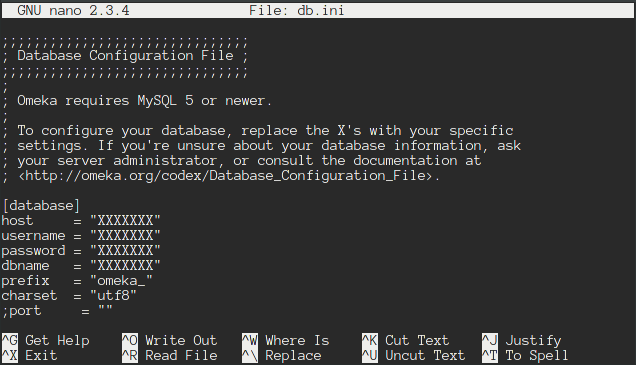 GNU nano 2.3.4 File: db.ini
;;;;;;;;;;;;;;;;;;;;;;;;;;;;;;;
; Database Configuration File ;
;;;;;;;;;;;;;;;;;;;;;;;;;;;;;;;
;
; Omeka requires MySQL 5 or newer.
;
; To configure your database, replace the X's with your specific
; settings. If you're unsure about your database information, ask
; your server administrator, or consult the documentation at
; <http://omeka.org/codex/Database_Configuration_File>.
[database]
host     = "XXXXXXX"
username = "XXXXXXX"
password = "XXXXXXX"
dbname   = "XXXXXXX"
prefix   = "omeka_"
charset  = "utf8"
;port     = ""
^G Get Help ^O Write Out ^W Where Is ^K Cut Text ^J Justify
^X Exit ^R Read File ^\ Replace ^U Uncut Text ^T To Spell